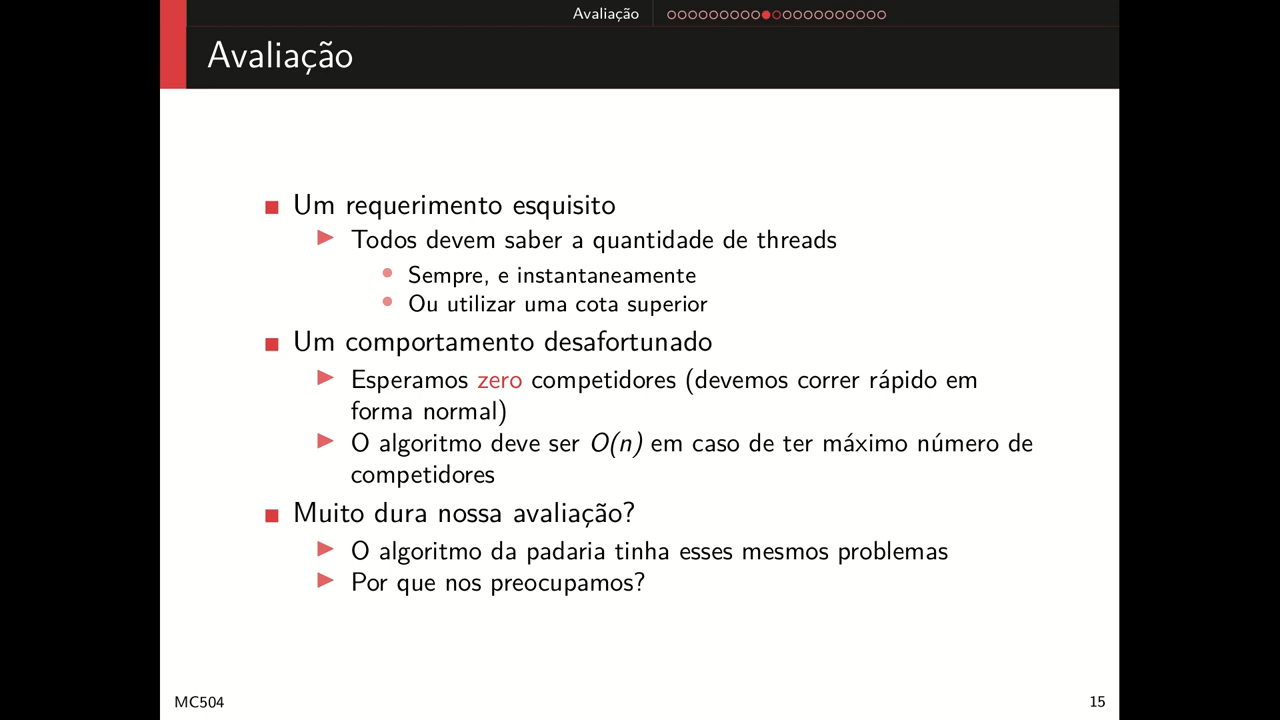 Avaliação
Avaliação
Um requerimento esquisito
Todos devem saber a quantidade de threads
Sempre, e instantaneamente
Ou utilizar uma cota superior
Um comportamento desafortunado
Esperamos zero competidores (devemos correr rápido em
forma normal)
O algoritmo deve ser O(n) em caso de ter máximo número de
competidores
Muito dura nossa avaliação?
O algoritmo da padaria tinha esses mesmos problemas
Por que nos preocupamos?
MC504
15